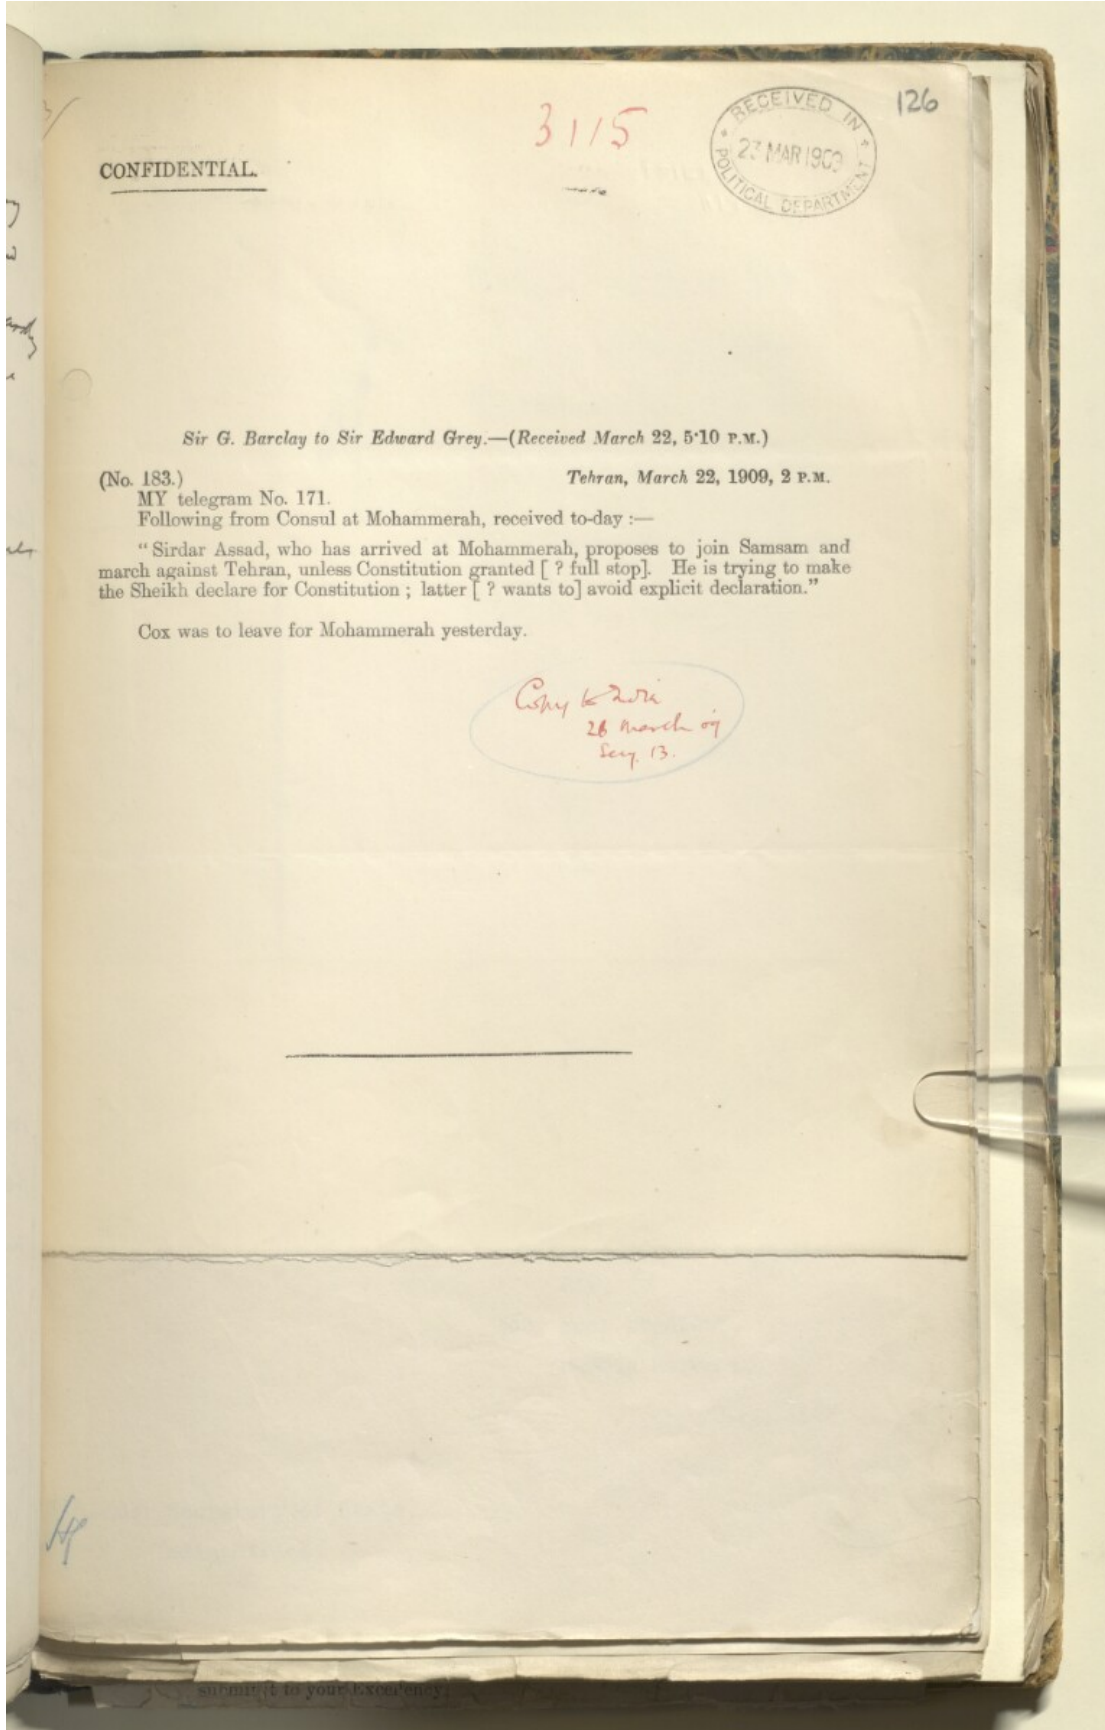 126
3115
RECEIVED IN
23 MAR 1909
POLITICAL DEPARTMENT
CONFIDENTIAL.
Sir G. Barclay to Sir Edward Grey.—(Received March 22, 5·10 P.M.)
(No. 183.) Tehran, March 22, 1909, 2 P.M.
MY telegram No. 171.
Following from Consul at Mohammerah, received to-day :—
“ Sirdar Assad, who has arrived at Mohammerah, proposes to join Samsam and
march against Tehran, unless Constitution granted [ ? full stop]. He is trying to make
the Sheikh declare for Constitution ; latter [ ? wants to] avoid explicit declaration.”
Cox was to leave for Mohammerah yesterday.
Copy to India
26 March 09
Secy. 13.
submit to your Excellency